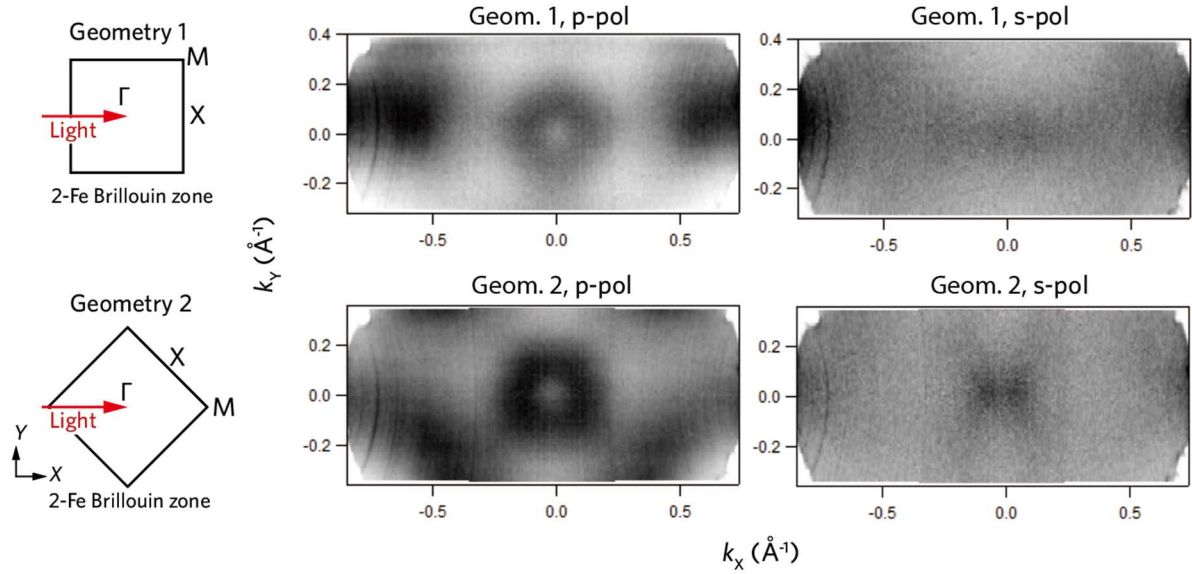 Geometry 1
M
Γ
X
Light
2-Fe Brillouin zone
Geom. 1, p-pol
0.4
0.2
0.0
-0.2
-0.5
0.0
0.5
Geom. 1, s-pol
0.4
0.2
0.0
-0.2
-0.5
0.0
0.5
Geometry 2
X
Γ
M
Light
Y
X
2-Fe Brillouin zone
Geom. 2, p-pol
0.2
0.0
-0.2
-0.5
0.0
0.5
Geom. 2, s-pol
0.2
0.0
-0.2
-0.5
0.0
0.5
kY (Å-1)
kX (Å-1)